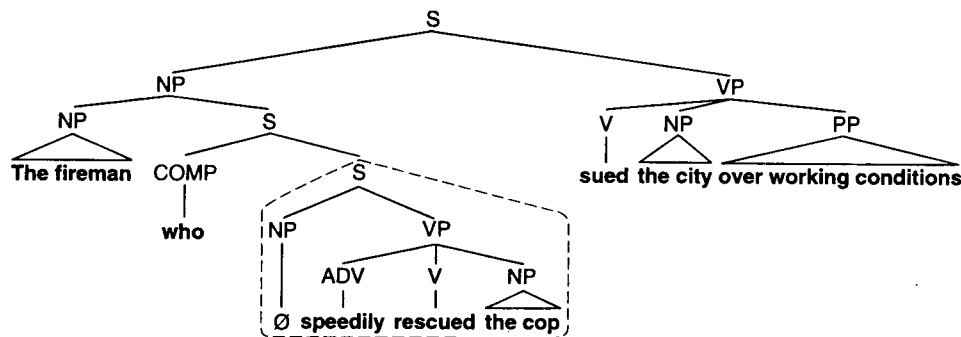 S
NP VP
NP S V NP PP
The fireman COMP S sued the city over working conditions
who NP VP
ADV V NP
Ø speedily rescued the cop